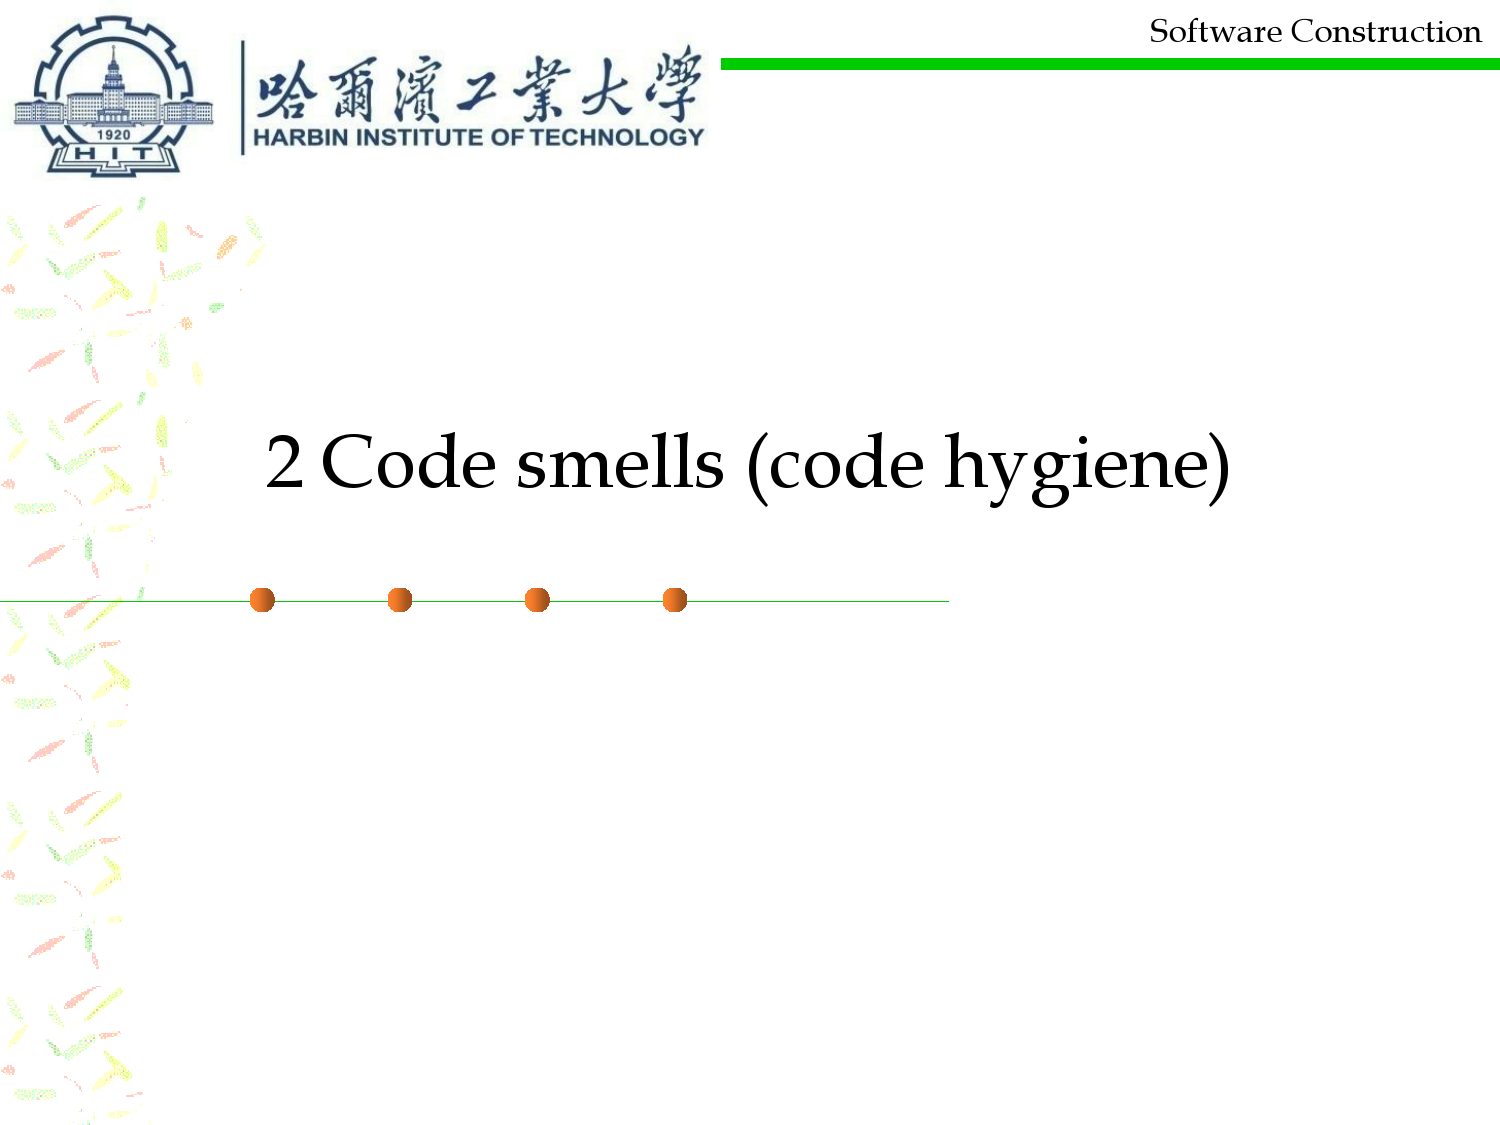 Software Construction
哈爾濱工業大學
HARBIN INSTITUTE OF TECHNOLOGY
1920
HIT
2 Code smells (code hygiene)